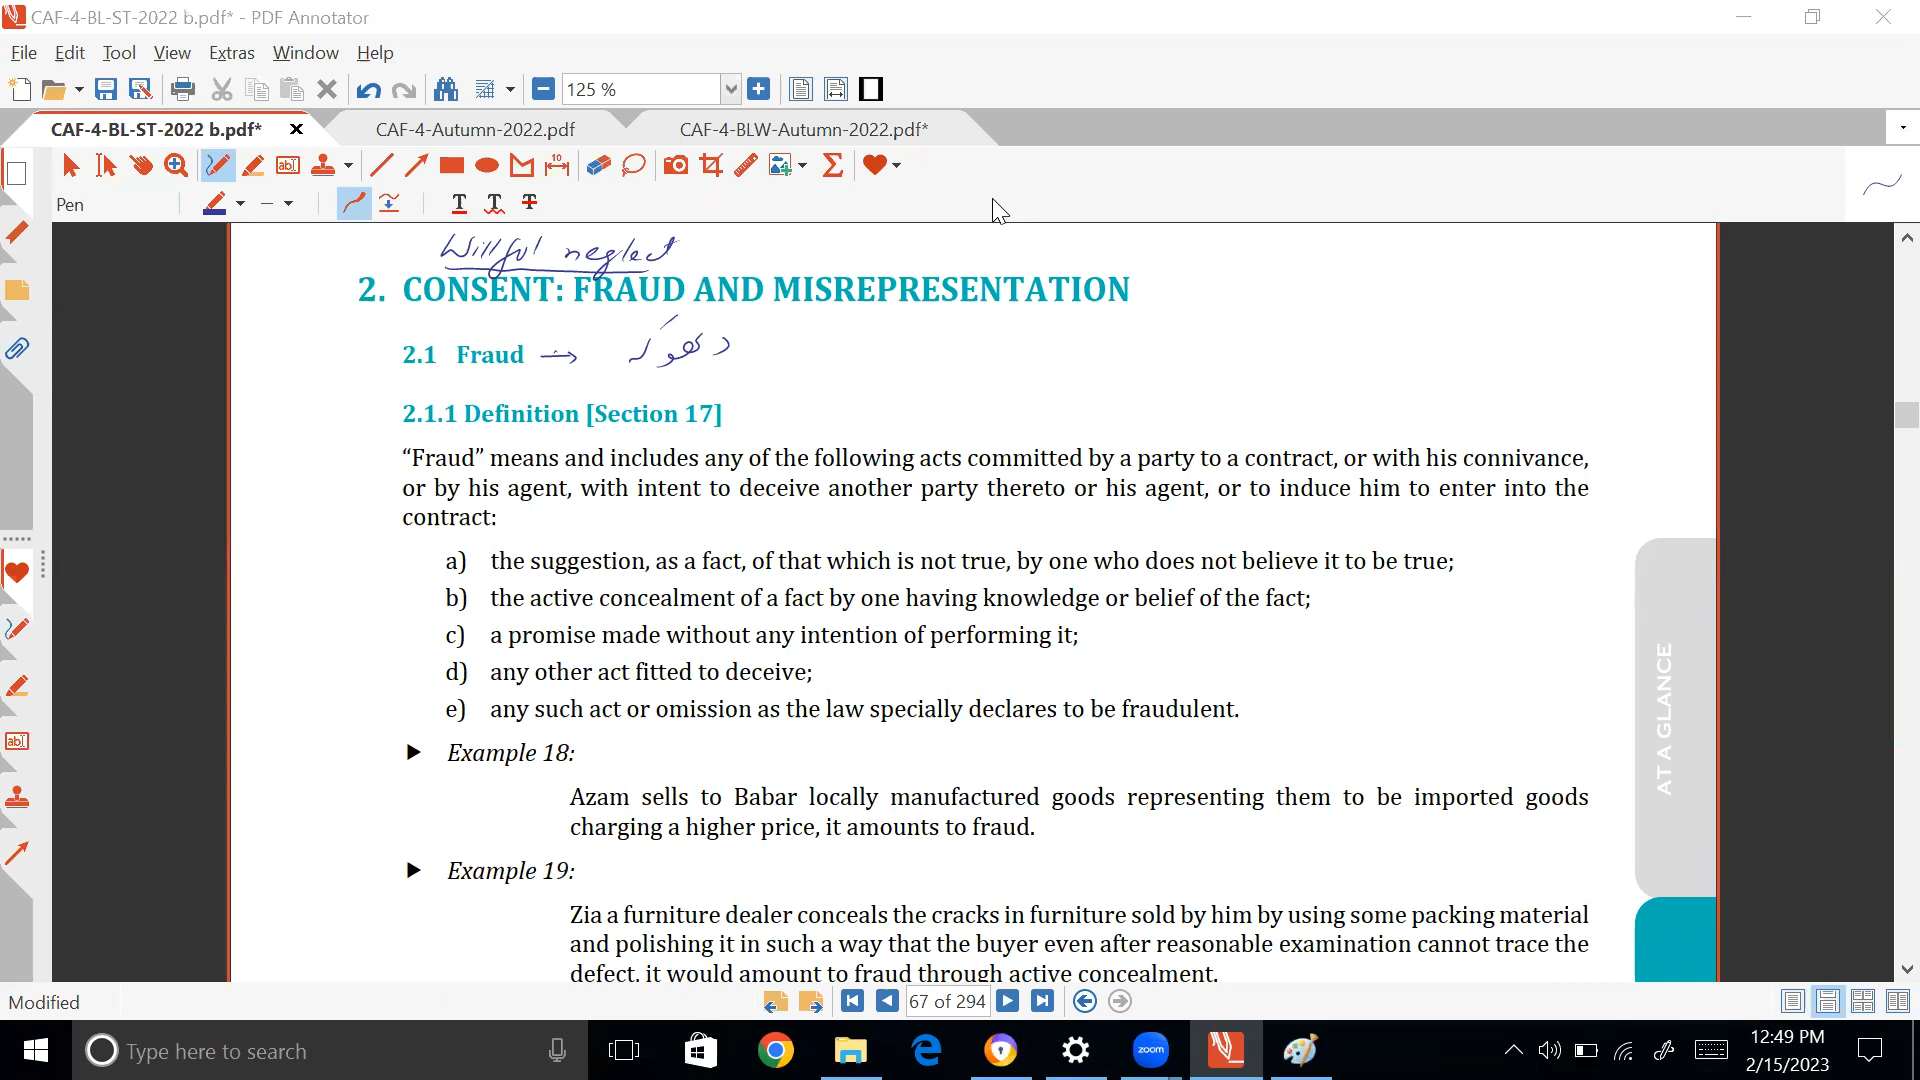 CAF-4-BL-ST-2022 b.pdf* - PDF Annotator
File Edit Tool View Extras Window Help
125 %
CAF-4-BL-ST-2022 b.pdf* CAF-4-Autumn-2022.pdf CAF-4-BLW-Autumn-2022.pdf*
Pen
Willful neglect
2. CONSENT: FRAUD AND MISREPRESENTATION
2.1 Fraud → دھوکہ
2.1.1 Definition [Section 17]
“Fraud” means and includes any of the following acts committed by a party to a contract, or with his connivance,
or by his agent, with intent to deceive another party thereto or his agent, or to induce him to enter into the
contract:
a) the suggestion, as a fact, of that which is not true, by one who does not believe it to be true;
b) the active concealment of a fact by one having knowledge or belief of the fact;
c) a promise made without any intention of performing it;
d) any other act fitted to deceive;
e) any such act or omission as the law specially declares to be fraudulent.
Example 18:
Azam sells to Babar locally manufactured goods representing them to be imported goods
charging a higher price, it amounts to fraud.
Example 19:
Zia a furniture dealer conceals the cracks in furniture sold by him by using some packing material
and polishing it in such a way that the buyer even after reasonable examination cannot trace the
defect, it would amount to fraud through active concealment.
AT A GLANCE
Modified
67 of 294
Type here to search
zoom
12:49 PM
2/15/2023